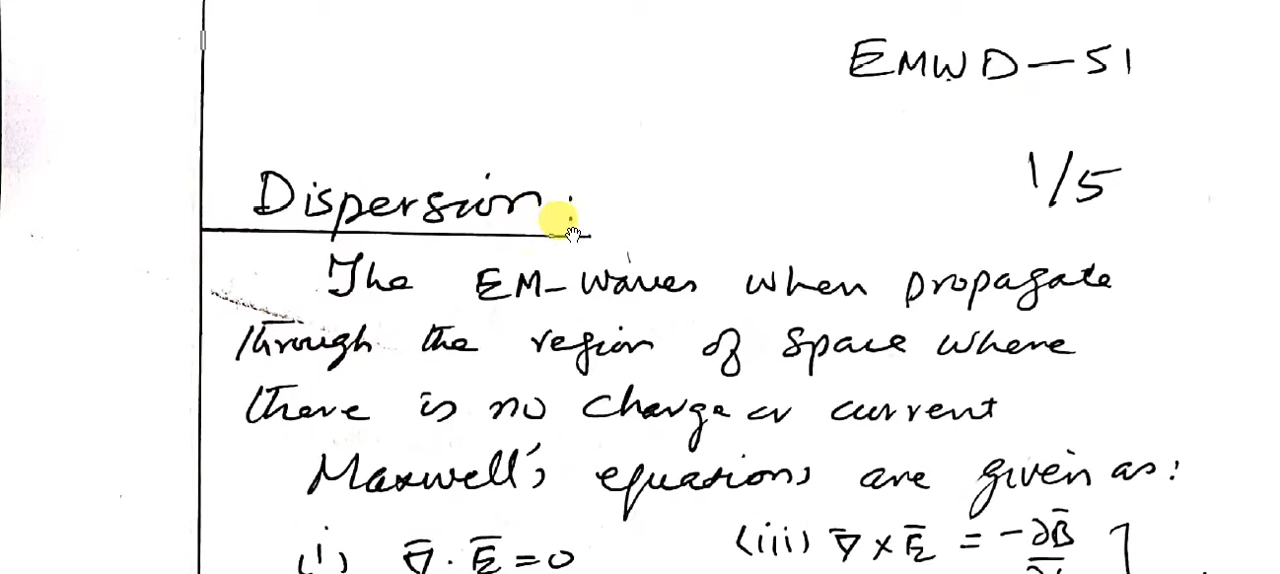 EMWD-51
1/5
Dispersion:
The EM-waves when propagate
through the region of space where
there is no charge or current
Maxwell's equations are given as:
(i) ∇̄ · Ē = 0 (iii) ∇̄ × Ē = -∂B̄